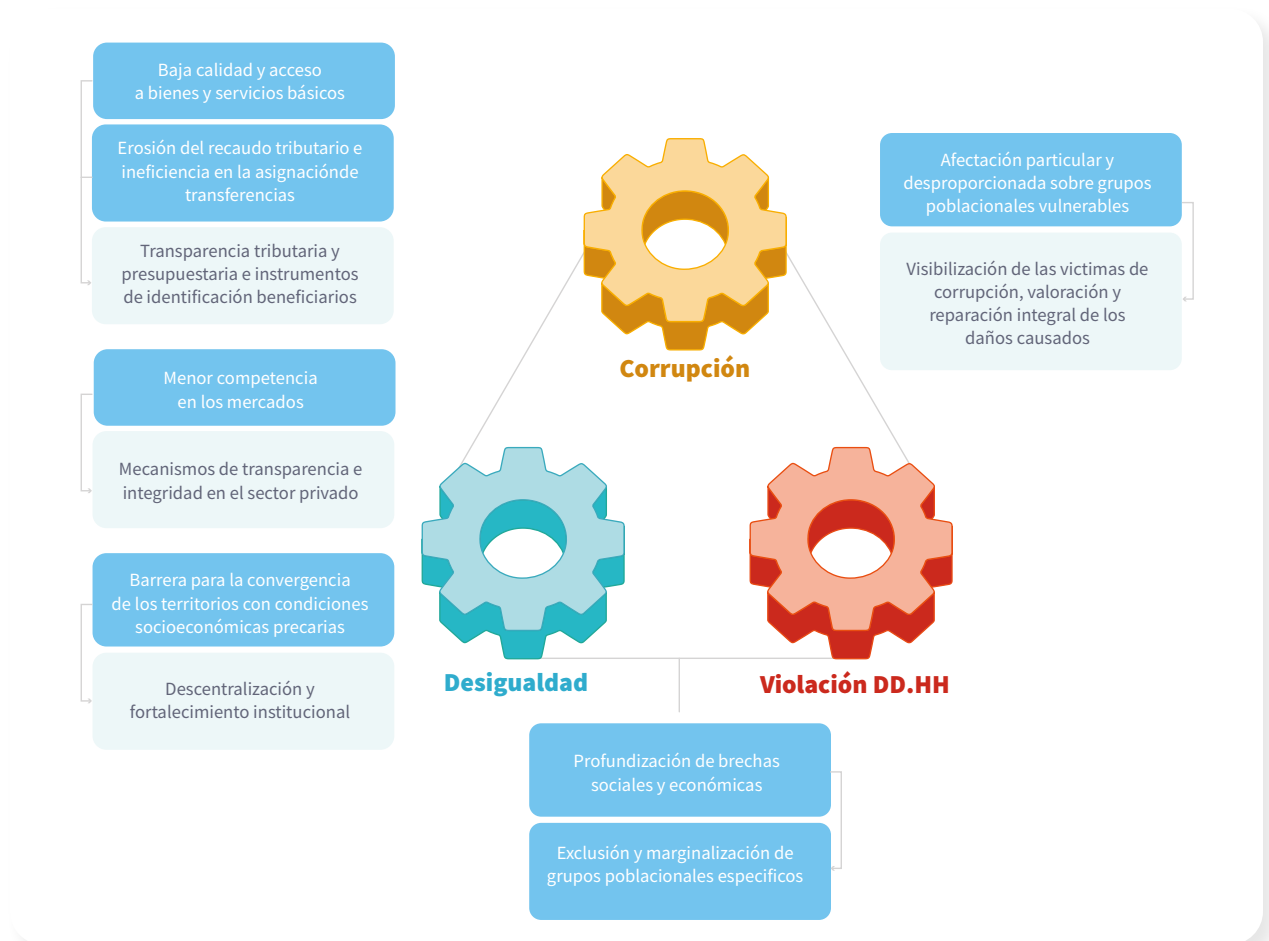 Baja calidad y acceso
a bienes y servicios básicos
Erosión del recaudo tributario e
ineficiencia en la asignaciónde
transferencias
Transparencia tributaria y
presupuestaria e instrumentos
de identificación beneficiarios
Menor competencia
en los mercados
Mecanismos de transparencia e
integridad en el sector privado
Barrera para la convergencia
de los territorios con condiciones
socioeconómicas precarias
Descentralización y
fortalecimiento institucional
Corrupción
Desigualdad
Violación DD.HH
Afectación particular y
desproporcionada sobre grupos
poblacionales vulnerables
Visibilización de las victimas de
corrupción, valoración y
reparación integral de los
daños causados
Profundización de brechas
sociales y económicas
Exclusión y marginalización de
grupos poblacionales especificos